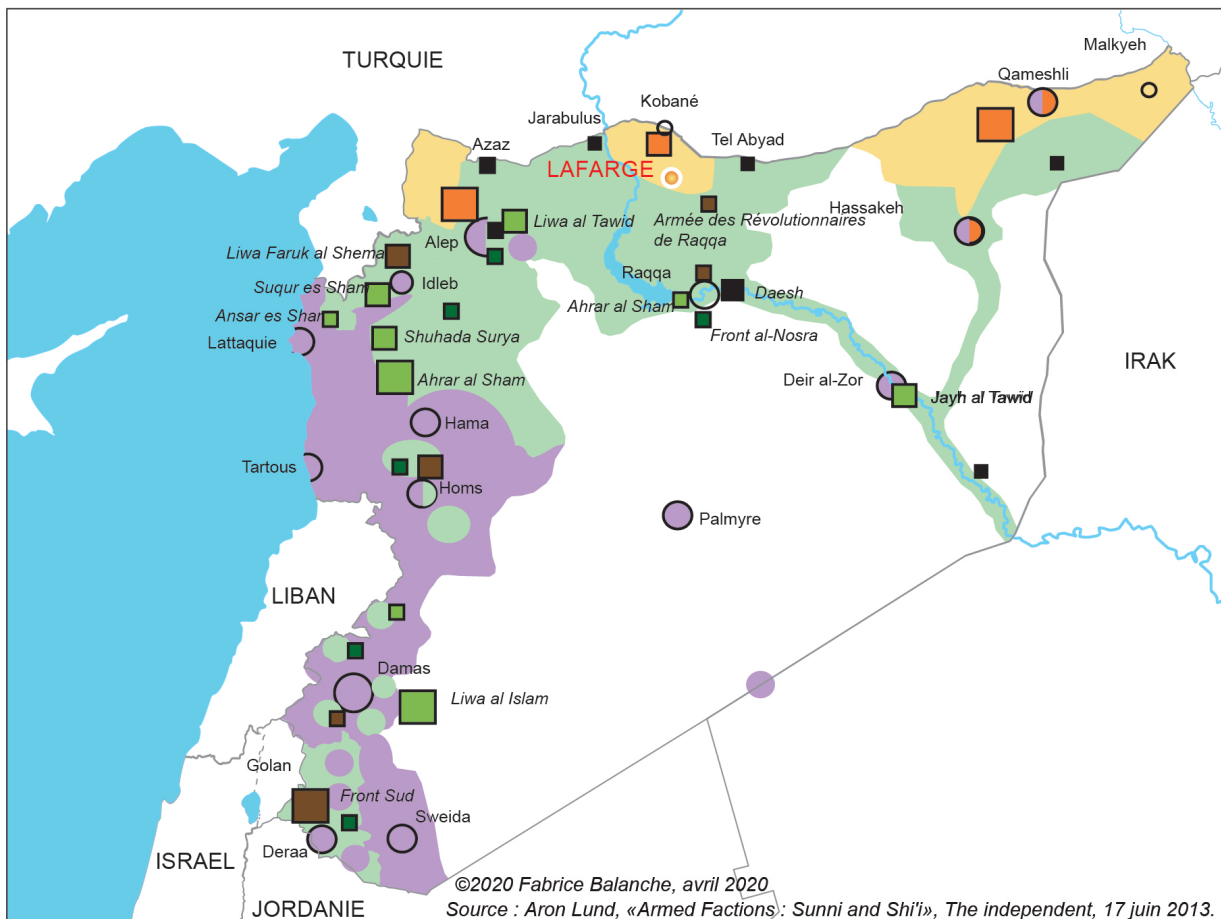 Malkyeh
TURQUIE
Qameshli
Kobané
Jarabulus
Tel Abyad
Azaz
LAFARGE
Hassakeh
Liwa al Tawid
Armée des Révolutionnaires
de Raqqa
Alep
Liwa Faruk al Shema
Idleb
Raqqa
Suqur es Sham
Daesh
Ahrar al Sham
Ansar es Shar
Front al-Nosra
Shuhada Surya
Lattaquie
IRAK
Ahrar al Sham
Deir al-Zor
Jayh al Tawid
Hama
Tartous
Homs
Palmyre
LIBAN
Damas
Liwa al Islam
Golan
Front Sud
Sweida
Deraa
ISRAEL
©2020 Fabrice Balanche, avril 2020
JORDANIE
Source : Aron Lund, «Armed Factions : Sunni and Shi'i», The independent, 17 juin 2013.